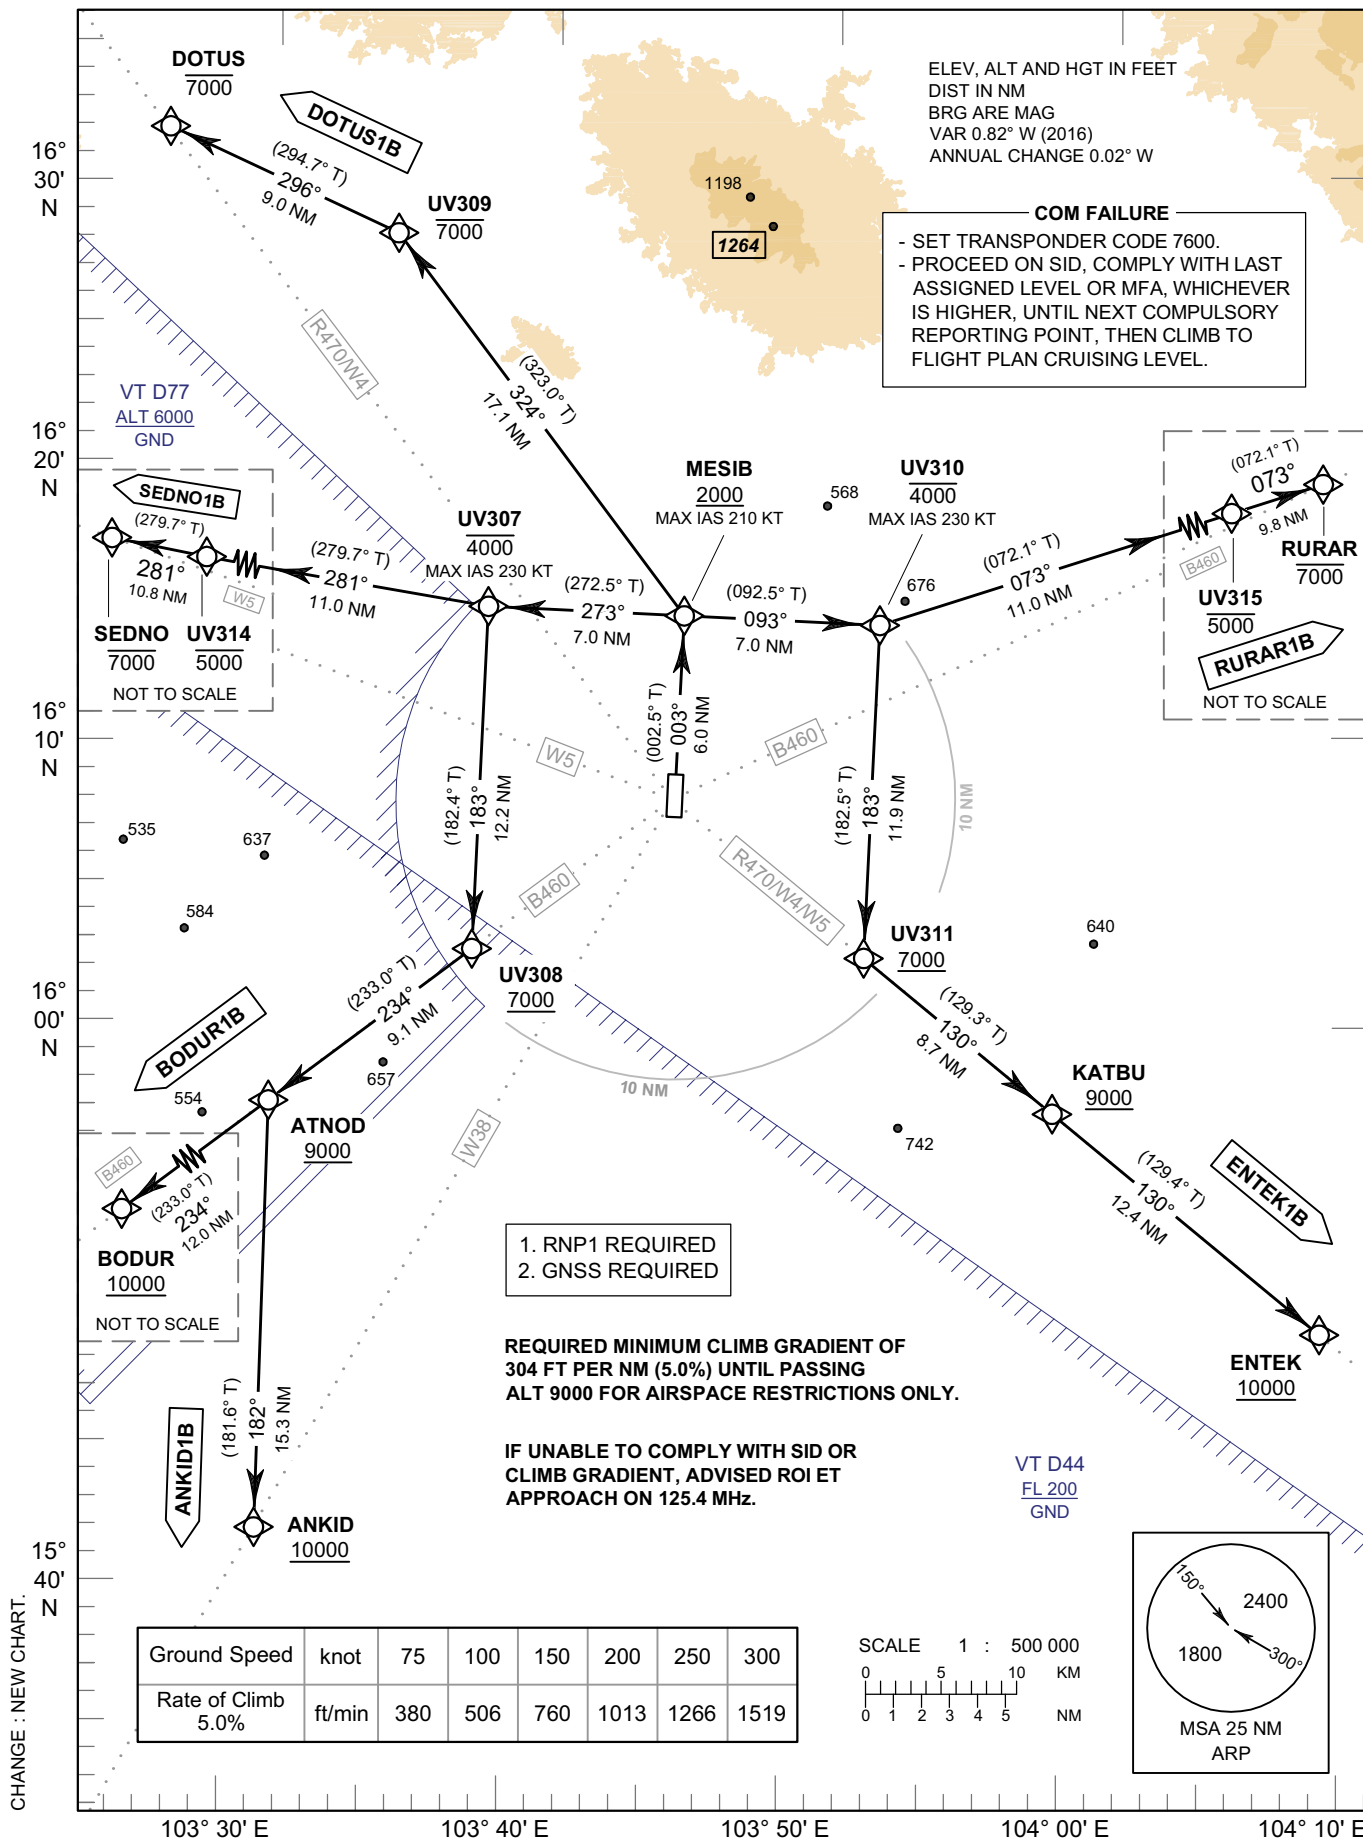 DOTUS
7000
DOTUS1B
(294.7° T)
296°
9.0 NM
UV309
7000
ELEV, ALT AND HGT IN FEET
DIST IN NM
BRG ARE MAG
VAR 0.82° W (2016)
ANNUAL CHANGE 0.02° W
16°
30'
N
1198
1264
COM FAILURE
- SET TRANSPONDER CODE 7600.
- PROCEED ON SID, COMPLY WITH LAST
ASSIGNED LEVEL OR MFA, WHICHEVER
IS HIGHER, UNTIL NEXT COMPULSORY
REPORTING POINT, THEN CLIMB TO
FLIGHT PLAN CRUISING LEVEL.
R470/W4
(323.0° T)
324°
17.1 NM
VT D77
ALT 6000
GND
16°
20'
N
SEDNO1B
(279.7° T)
281°
10.8 NM
W5
SEDNO
7000
UV314
5000
NOT TO SCALE
(279.7° T)
281°
11.0 NM
UV307
4000
MAX IAS 230 KT
(272.5° T)
273°
7.0 NM
MESIB
2000
MAX IAS 210 KT
(092.5° T)
093°
7.0 NM
568
UV310
4000
MAX IAS 230 KT
676
(072.1° T)
073°
11.0 NM
(072.1° T)
073°
9.8 NM
B460
RURAR
7000
UV315
5000
RURAR1B
NOT TO SCALE
16°
10'
N
W5
(002.5° T)
003°
6.0 NM
B460
(182.4° T)
183°
12.2 NM
(182.5° T)
183°
11.9 NM
10 NM
535
637
584
B460
R470/W4/W5
640
UV311
7000
UV308
7000
16°
00'
N
(233.0° T)
234°
9.1 NM
BODUR1B
657
554
ATNOD
9000
10 NM
W38
(129.3° T)
130°
8.7 NM
KATBU
9000
742
B460
(233.0° T)
234°
12.0 NM
BODUR
10000
NOT TO SCALE
(129.4° T)
130°
12.4 NM
ENTEK1B
ENTEK
10000
1. RNP1 REQUIRED
2. GNSS REQUIRED
REQUIRED MINIMUM CLIMB GRADIENT OF
304 FT PER NM (5.0%) UNTIL PASSING
ALT 9000 FOR AIRSPACE RESTRICTIONS ONLY.
IF UNABLE TO COMPLY WITH SID OR
CLIMB GRADIENT, ADVISED ROI ET
APPROACH ON 125.4 MHz.
(181.6° T)
182°
15.3 NM
ANKID1B
ANKID
10000
VT D44
FL 200
GND
15°
40'
N
150°
2400
1800
300°
MSA 25 NM
ARP
Ground Speed knot 75 100 150 200 250 300
Rate of Climb 5.0% ft/min 380 506 760 1013 1266 1519
SCALE 1 : 500 000
0 5 10 KM
0 1 2 3 4 5 NM
CHANGE : NEW CHART.
103° 30' E 103° 40' E 103° 50' E 104° 00' E 104° 10' E